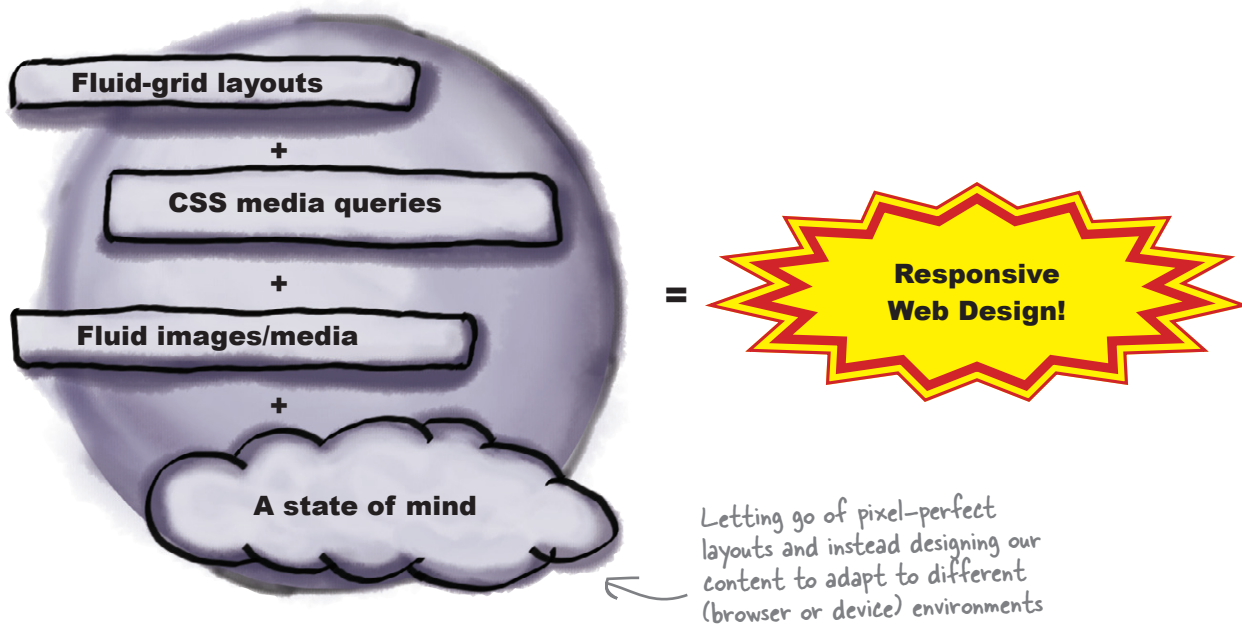 Fluid-grid layouts
+
CSS media queries
+
Fluid images/media
+
A state of mind
=
Responsive
Web Design!
Letting go of pixel-perfect
layouts and instead designing our
content to adapt to different
(browser or device) environments